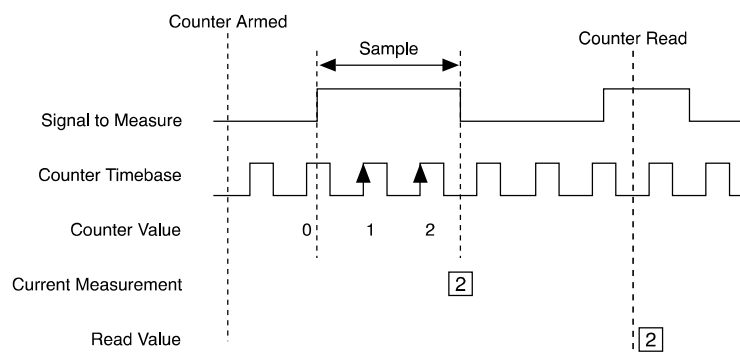 Counter Armed
Sample
Counter Read
Signal to Measure
Counter Timebase
Counter Value 0 1 2
Current Measurement 2
Read Value 2